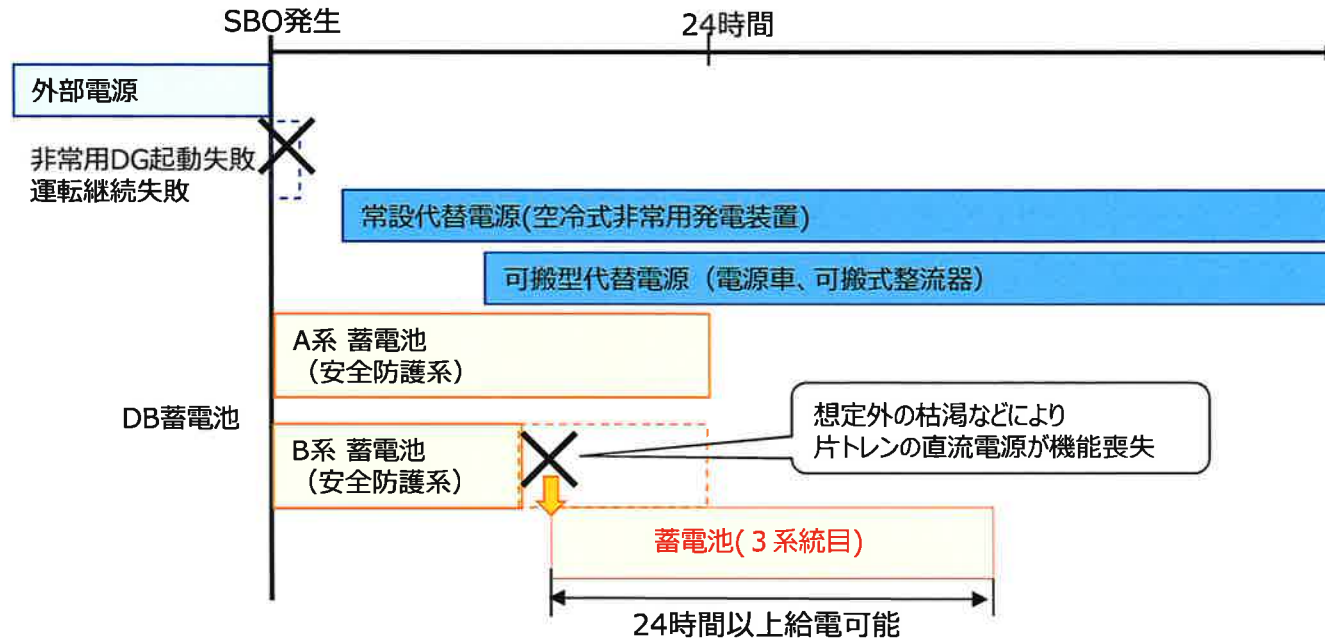 SBO発生
24時間
外部電源
非常用DG起動失敗
運転継続失敗
常設代替電源(空冷式非常用発電装置)
可搬型代替電源（電源車、可搬式整流器）
A系 蓄電池
（安全防護系）
DB蓄電池
B系 蓄電池
（安全防護系）
想定外の枯渇などにより
片トレンの直流電源が機能喪失
蓄電池(３系統目)
24時間以上給電可能